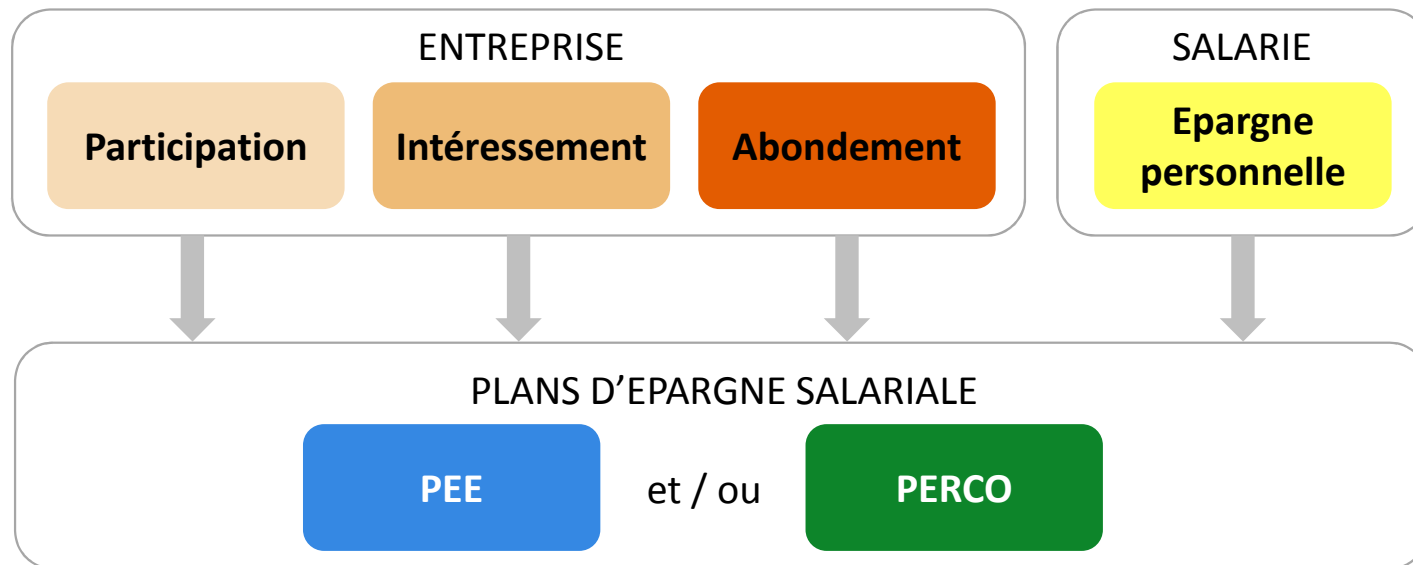 ENTREPRISE
Participation
Intéressement
Abondement
SALARIE
Epargne
personnelle
PLANS D’EPARGNE SALARIALE
PEE
et / ou
PERCO